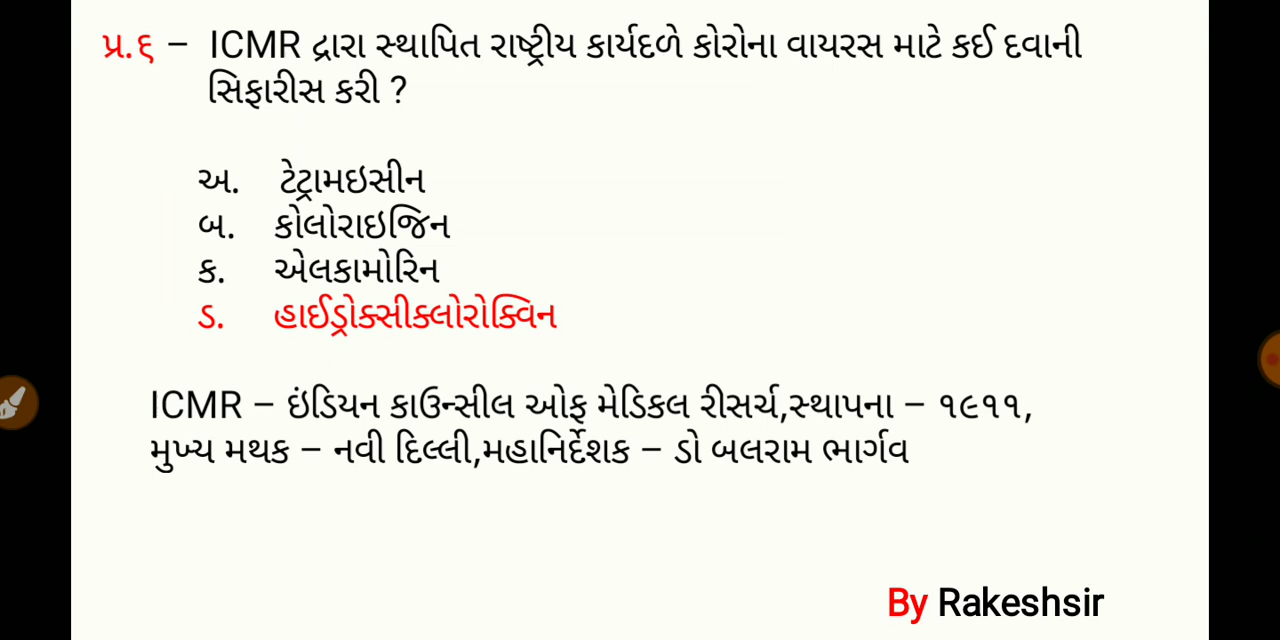 પ્ર.૬ – ICMR દ્વારા સ્થાપિત રાષ્ટ્રીય કાર્યદળે કોરોના વાયરસ માટે કઈ દવાની
સિફારીસ કરી ?
અ. ટેટ્રામઇસીન
બ. કોલોરાઇજિન
ક. એલકામોરિન
ડ. હાઈડ્રોક્સીક્લોરોક્વિન
ICMR – ઇંડિયન કાઉન્સીલ ઓફ મેડિકલ રીસર્ચ,સ્થાપના – ૧૯૧૧,
મુખ્ય મથક – નવી દિલ્લી,મહાનિર્દેશક – ડો બલરામ ભાર્ગવ
By Rakeshsir